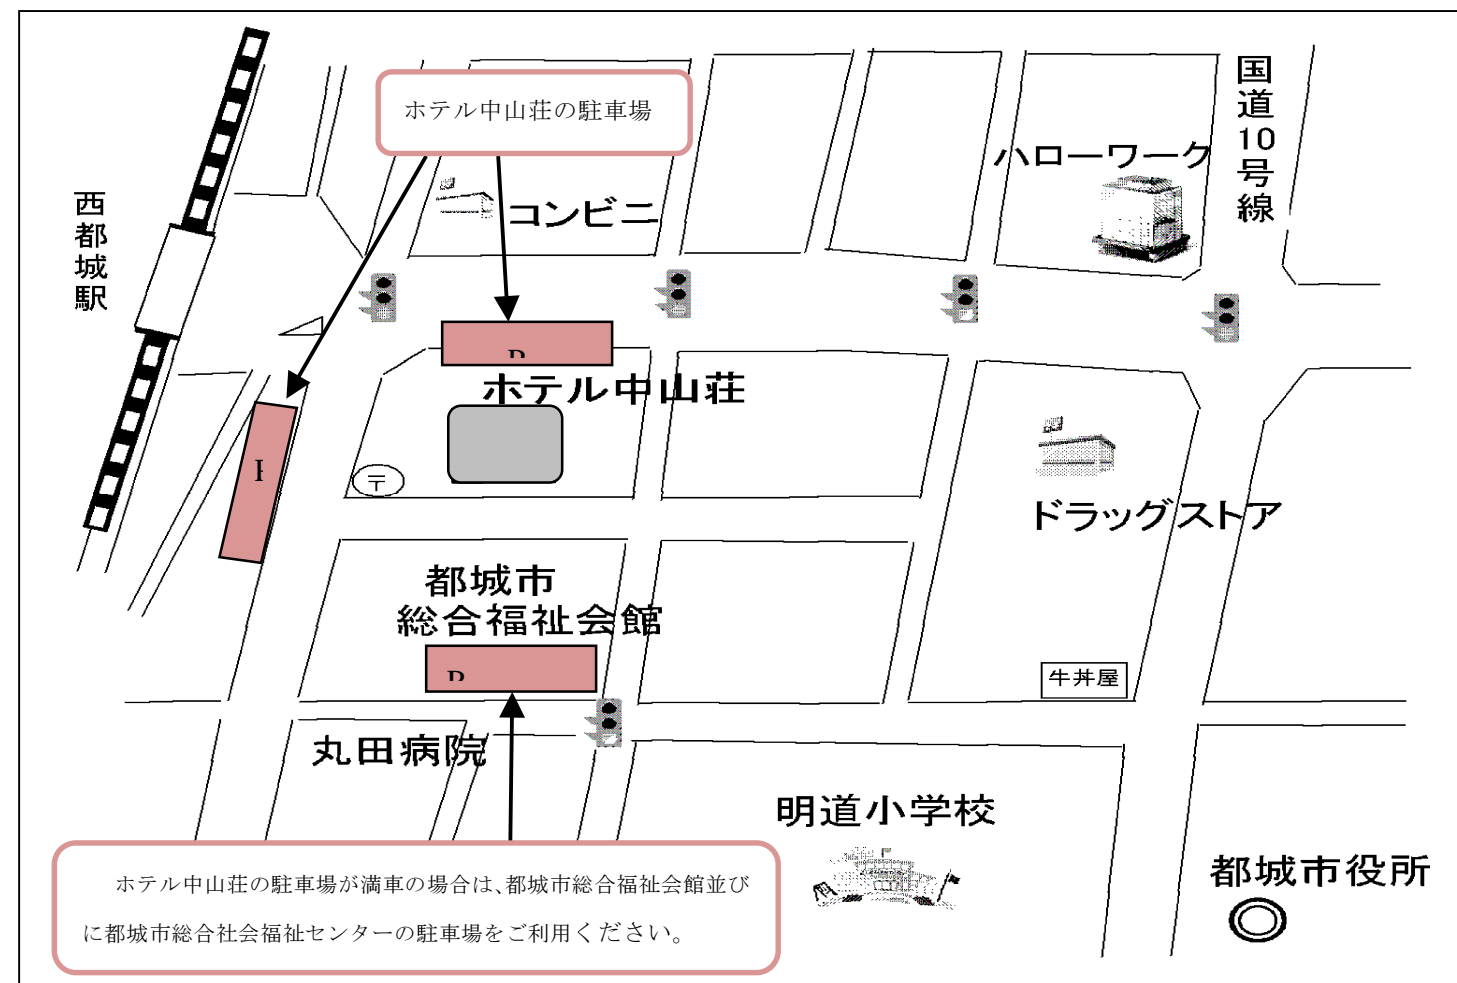 ホテル中山荘の駐車場
国道10号線
ハローワーク
西都城駅
コンビニ
P
ホテル中山荘
P
〒
ドラッグストア
都城市
総合福祉会館
P
牛丼屋
丸田病院
明道小学校
都城市役所
ホテル中山荘の駐車場が満車の場合は、都城市総合福祉会館並び
に都城市総合社会福祉センターの駐車場をご利用ください。